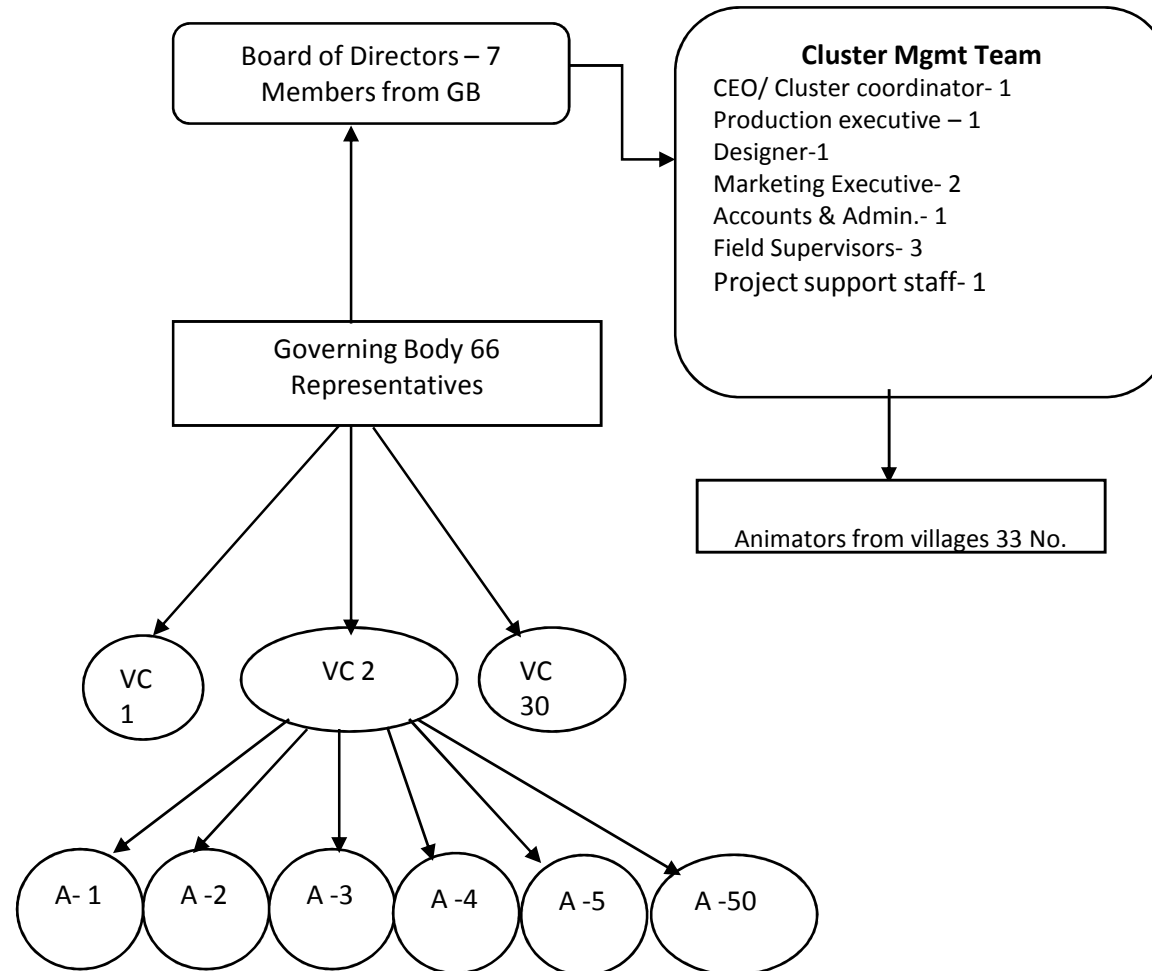 Board of Directors – 7
Members from GB
Cluster Mgmt Team
CEO/ Cluster coordinator- 1
Production executive – 1
Designer-1
Marketing Executive- 2
Accounts & Admin.- 1
Field Supervisors- 3
Project support staff- 1
Governing Body 66
Representatives
Animators from villages 33 No.
VC
1
VC 2
VC
30
A- 1
A -2
A -3
A -4
A -5
A -50